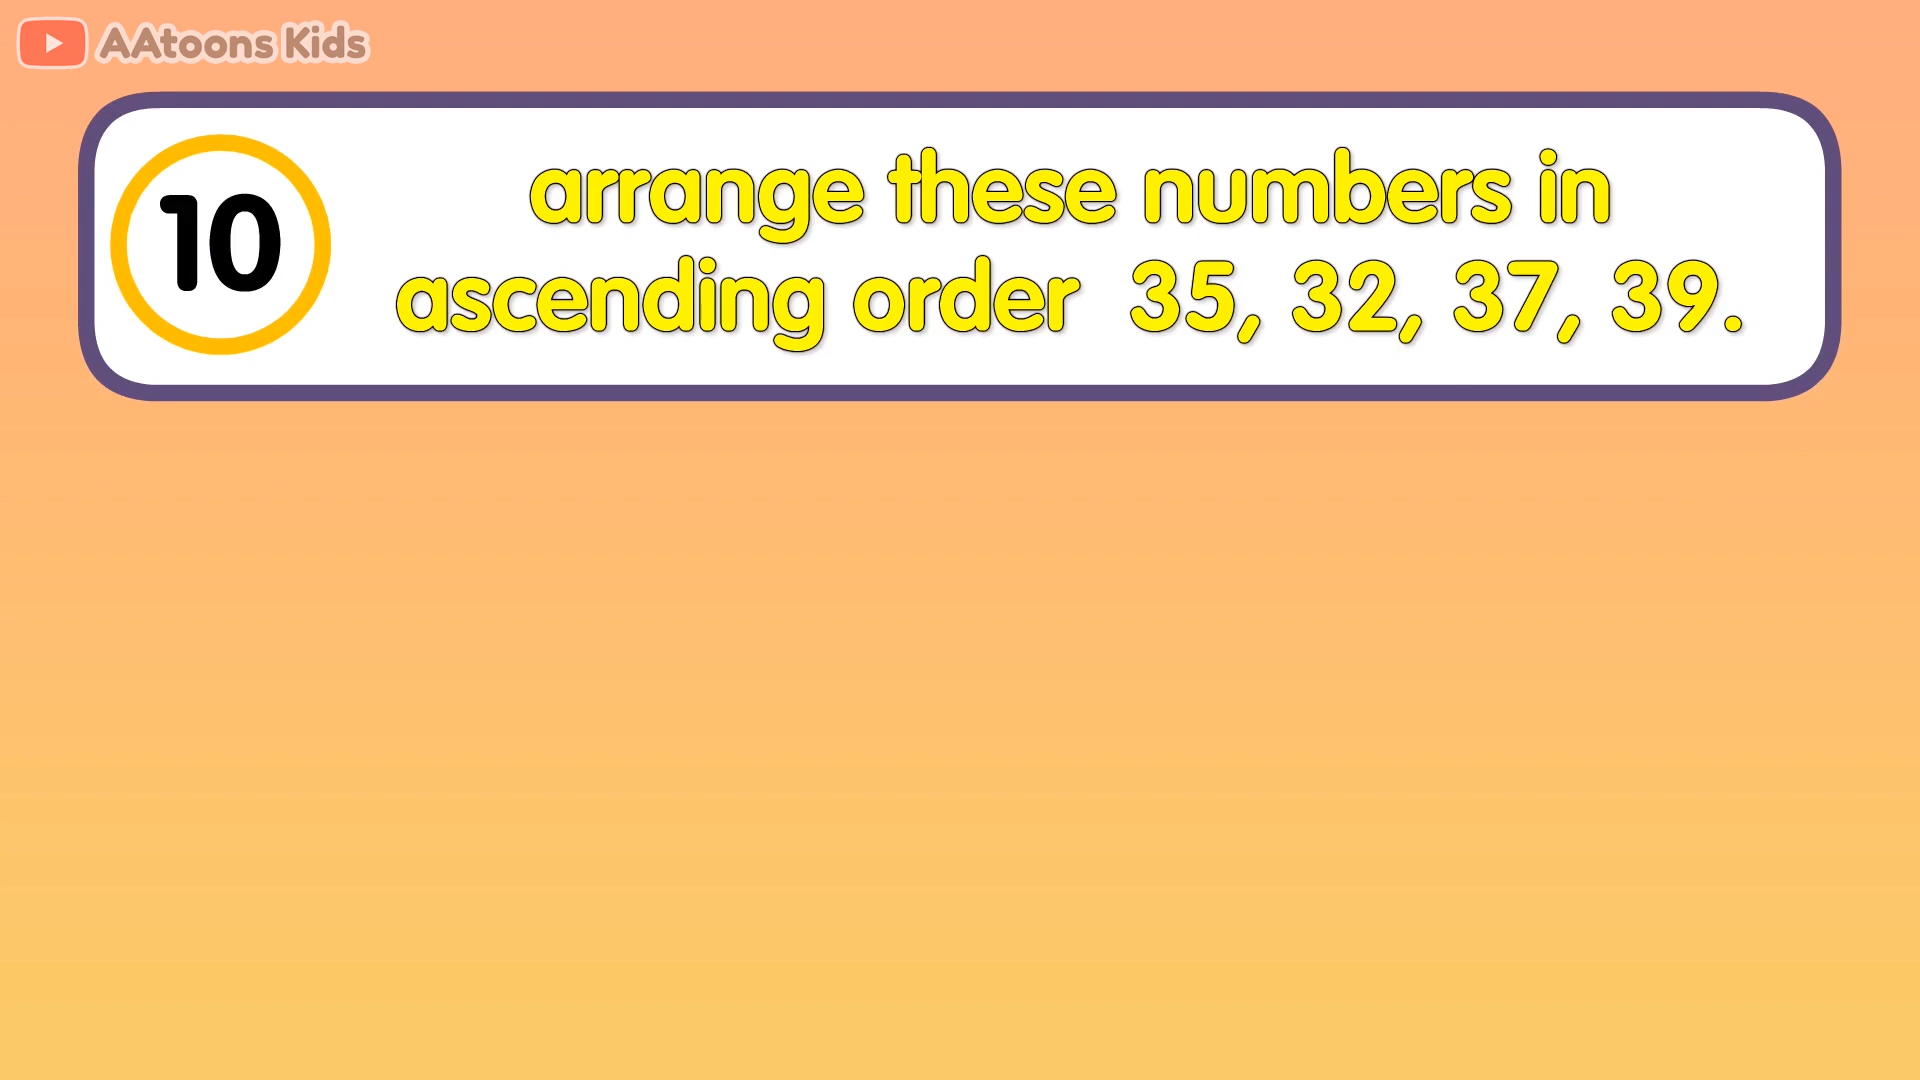 AAtoons Kids
10
arrange these numbers in
ascending order 35, 32, 37, 39.